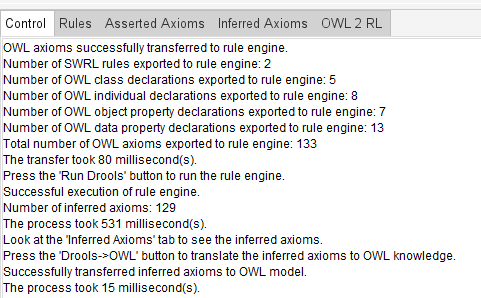 Control Rules Asserted Axioms Inferred Axioms OWL 2 RL
OWL axioms successfully transferred to rule engine.
Number of SWRL rules exported to rule engine: 2
Number of OWL class declarations exported to rule engine: 5
Number of OWL individual declarations exported to rule engine: 8
Number of OWL object property declarations exported to rule engine: 7
Number of OWL data property declarations exported to rule engine: 13
Total number of OWL axioms exported to rule engine: 133
The transfer took 80 millisecond(s).
Press the 'Run Drools' button to run the rule engine.
Successful execution of rule engine.
Number of inferred axioms: 129
The process took 531 millisecond(s).
Look at the 'Inferred Axioms' tab to see the inferred axioms.
Press the 'Drools->OWL' button to translate the inferred axioms to OWL knowledge.
Successfully transferred inferred axioms to OWL model.
The process took 15 millisecond(s).